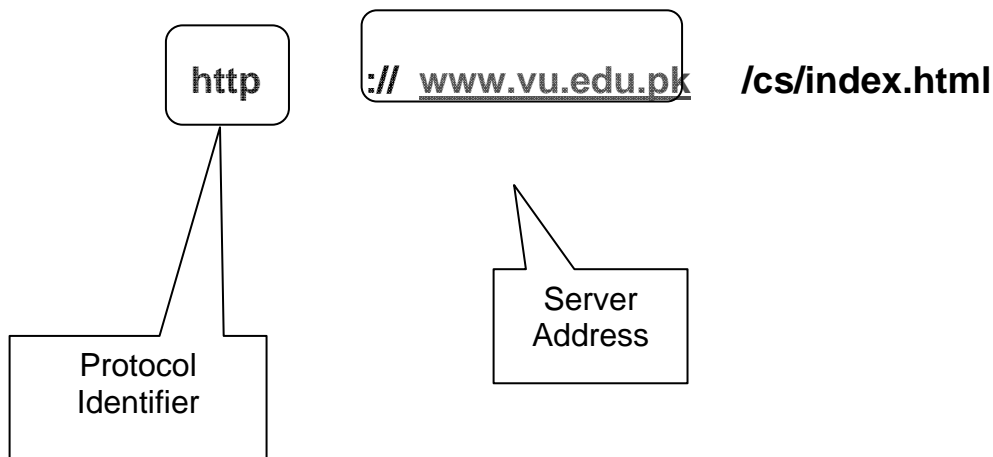 http :// www.vu.edu.pk /cs/index.html
Server
Address
Protocol
Identifier